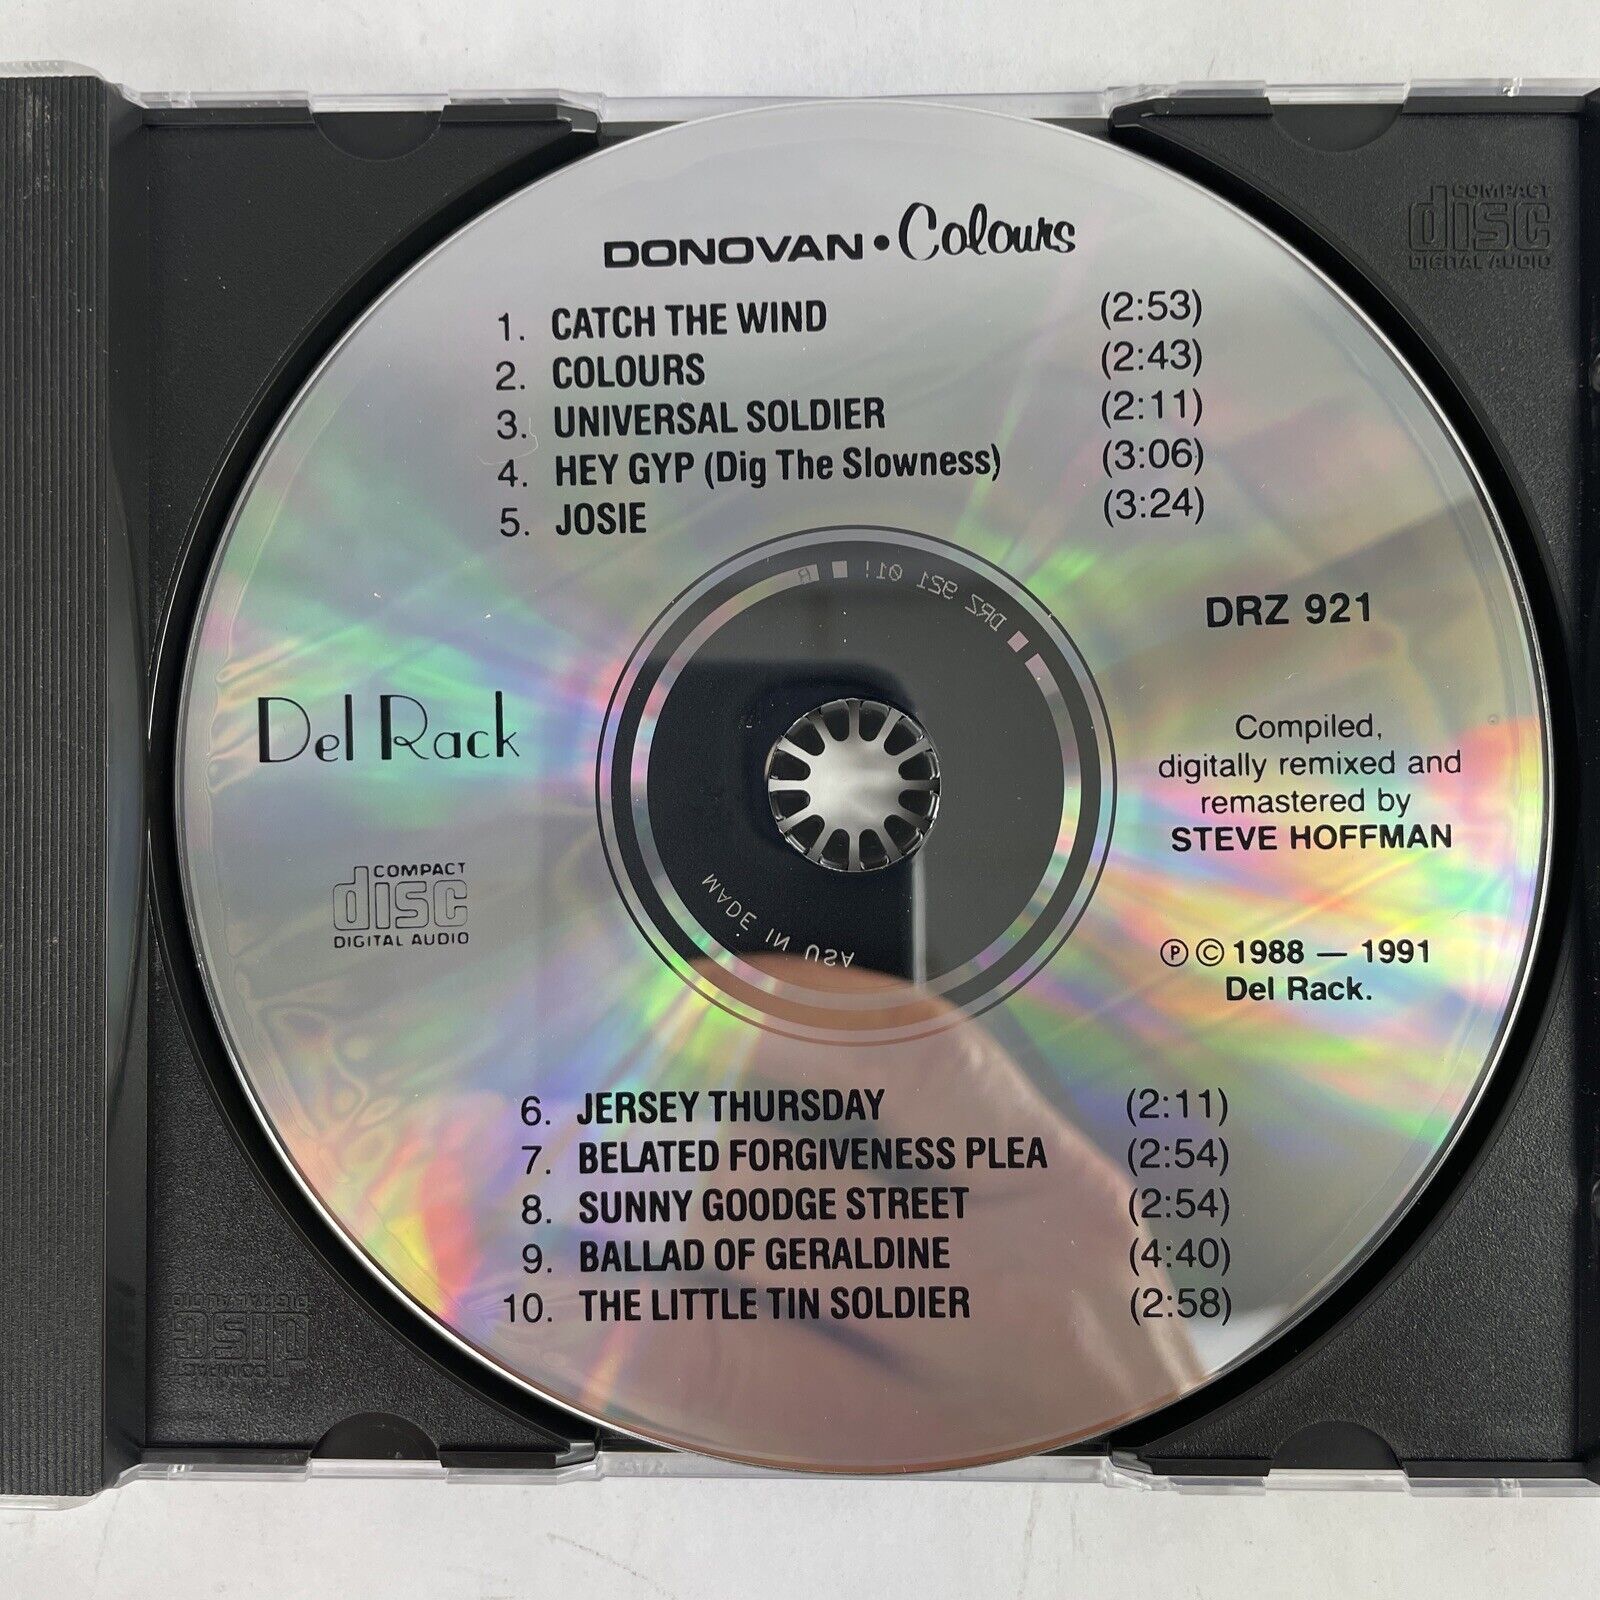 DONOVAN • Colours
1. CATCH THE WIND (2:53)
2. COLOURS (2:43)
3. UNIVERSAL SOLDIER (2:11)
4. HEY GYP (Dig The Slowness) (3:06)
5. JOSIE (3:24)
COMPACT
disc
DIGITAL AUDIO
DRZ 921 01!
R
DRZ 921
Del Rack
Compiled,
digitally remixed and
remastered by
STEVE HOFFMAN
COMPACT
disc
DIGITAL AUDIO
MADE IN USA
℗ © 1988 — 1991
Del Rack.
6. JERSEY THURSDAY (2:11)
7. BELATED FORGIVENESS PLEA (2:54)
8. SUNNY GOODGE STREET (2:54)
9. BALLAD OF GERALDINE (4:40)
10. THE LITTLE TIN SOLDIER (2:58)
COMPACT
disc
DIGITAL AUDIO